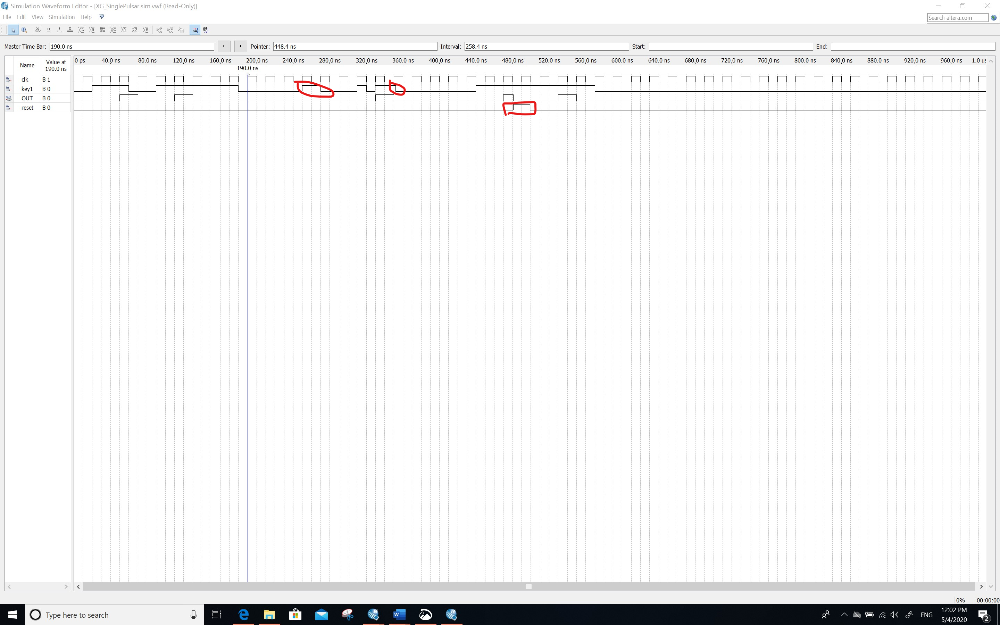 Simulation Waveform Editor - [XG_SinglePulsar.sim.vwf (Read-Only)]
File Edit View Simulation Help
Search altera.com
Master Time Bar: 190.0 ns Pointer: 448.4 ns Interval: 258.4 ns Start: End:
Name Value at 190.0 ns
0 ps 40.0 ns 80.0 ns 120.0 ns 160.0 ns 200.0 ns 240.0 ns 280.0 ns 320.0 ns 360.0 ns 400.0 ns 440.0 ns 480.0 ns 520.0 ns 560.0 ns 600.0 ns 640.0 ns 680.0 ns 720.0 ns 760.0 ns 800.0 ns 840.0 ns 880.0 ns 920.0 ns 960.0 ns 1.0 us
190.0 ns
in clk B 1
in key1 B 0
out OUT B 0
in reset B 0
0% 00:00:00
Type here to search
ENG
12:02 PM
5/4/2020
2